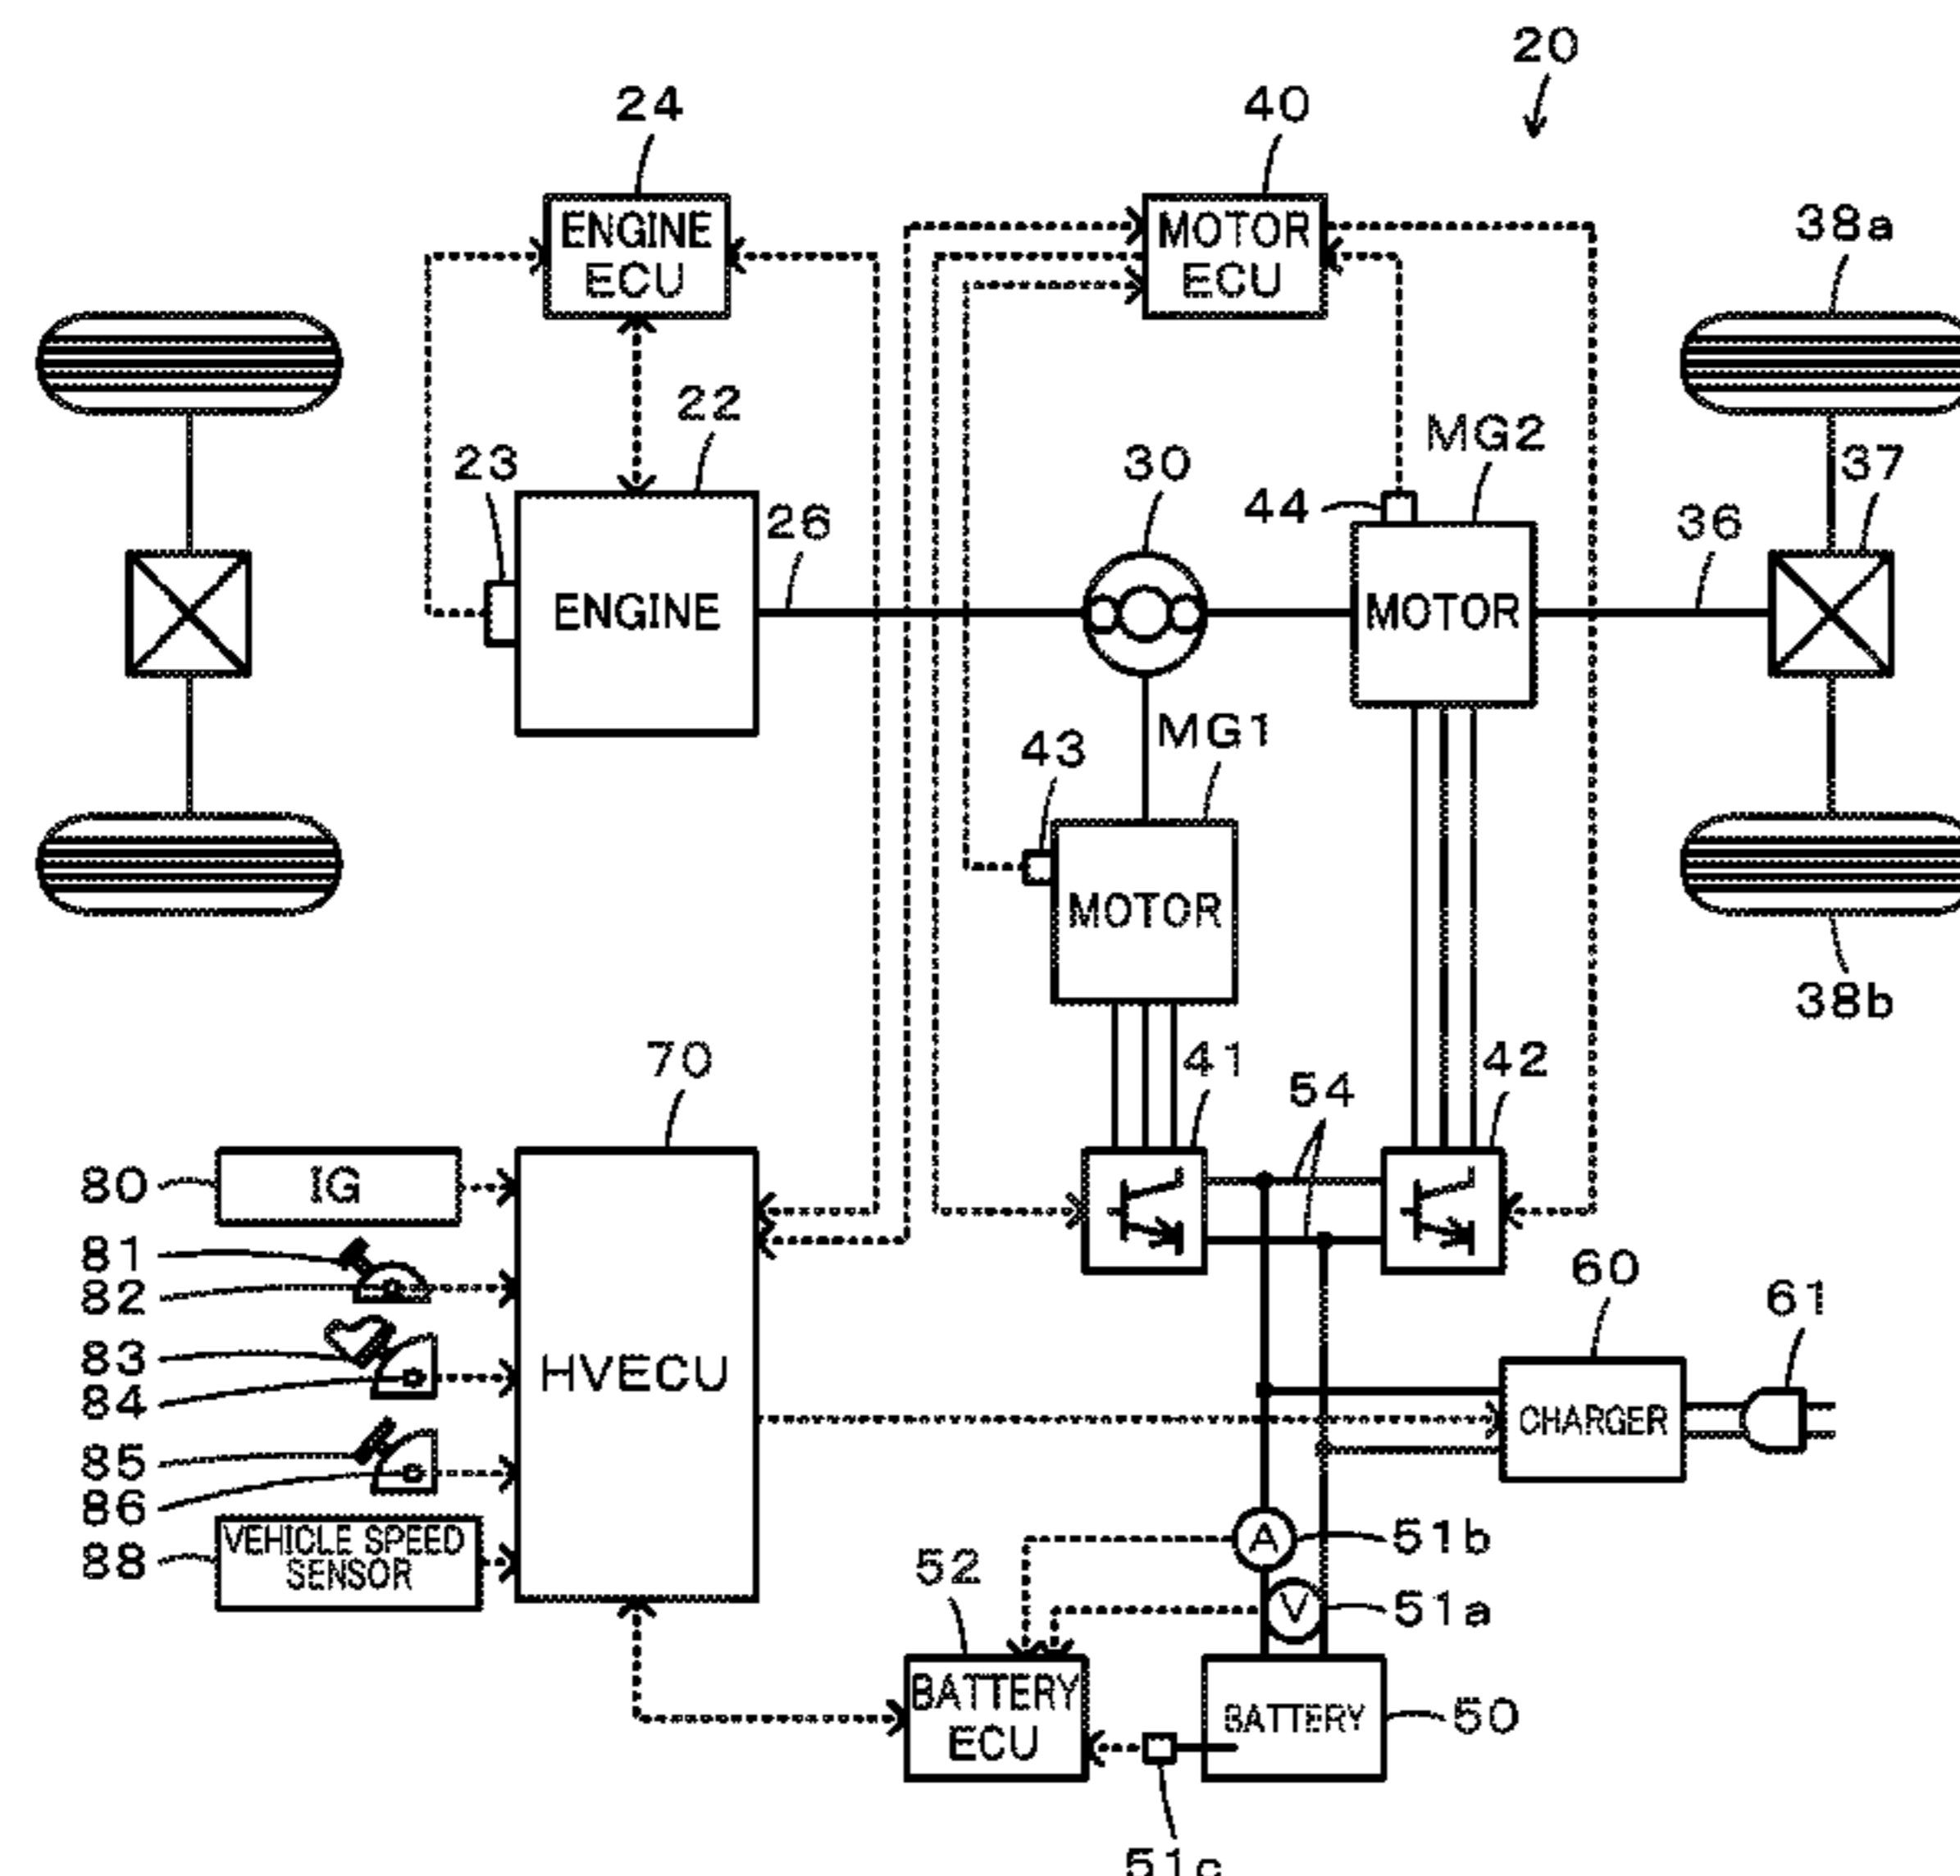 20
24
40
ENGINE
ECU
MOTOR
ECU
38a
22
MG2
23
30
37
44
26
36
ENGINE
MOTOR
MG1
43
MOTOR
38b
70
41
42
54
80
IG
81
82
60
61
83
HVECU
84
CHARGER
85
86
88
VEHICLE SPEED
SENSOR
A
51b
52
V
51a
BATTERY
ECU
BATTERY
50
51c